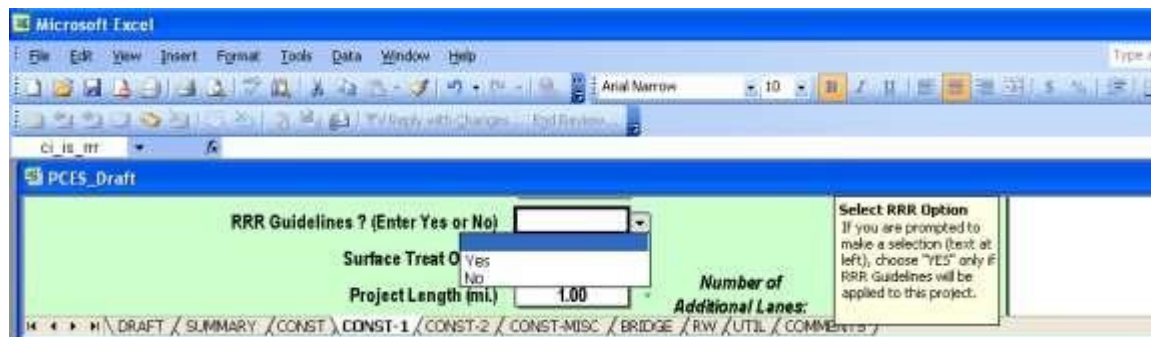 Microsoft Excel
File Edit View Insert Format Tools Data Window Help
Type a
Arial Narrow 10 B I U $ %
Reply with Changes... End Review...
ci_is_rrr fx
PCES_Draft
RRR Guidelines ? (Enter Yes or No)
Surface Treat O
Yes
No
Project Length (mi.) 1.00
Number of
Additional Lanes:
Select RRR Option
If you are prompted to
make a selection (text at
left), choose "YES" only if
RRR Guidelines will be
applied to this project.
DRAFT / SUMMARY / CONST \ CONST-1 / CONST-2 / CONST-MISC / BRIDGE / RW / UTIL / COMMENTS /